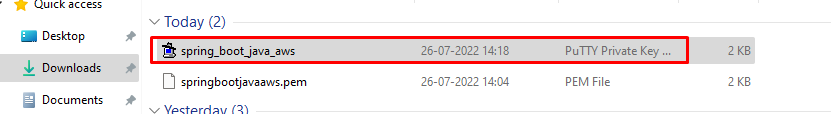 Quick access
Today (2)
Desktop
spring_boot_java_aws 26-07-2022 14:18 PuTTY Private Key ... 2 KB
Downloads
springbootjavaaws.pem 26-07-2022 14:04 PEM File 2 KB
Documents
Yesterday (3)